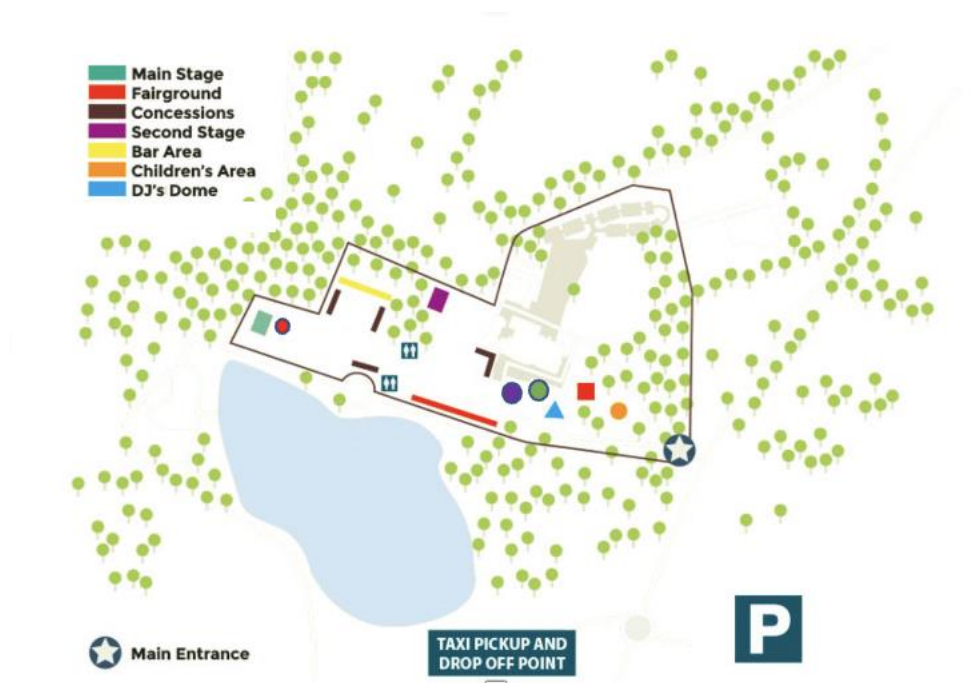 Main Stage
Fairground
Concessions
Second Stage
Bar Area
Children's Area
DJ's Dome
Main Entrance
TAXI PICKUP AND
DROP OFF POINT
P